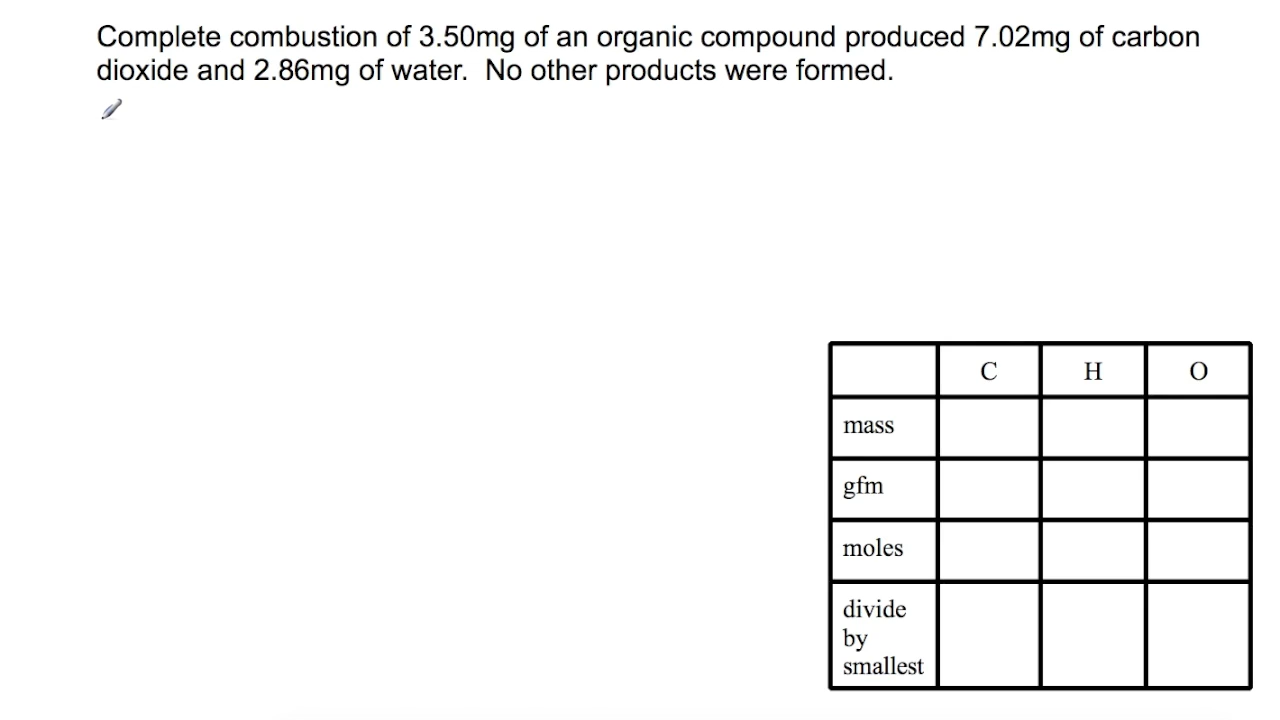 Complete combustion of 3.50mg of an organic compound produced 7.02mg of carbon
dioxide and 2.86mg of water.  No other products were formed.
C H O
mass
gfm
moles
divide
by
smallest